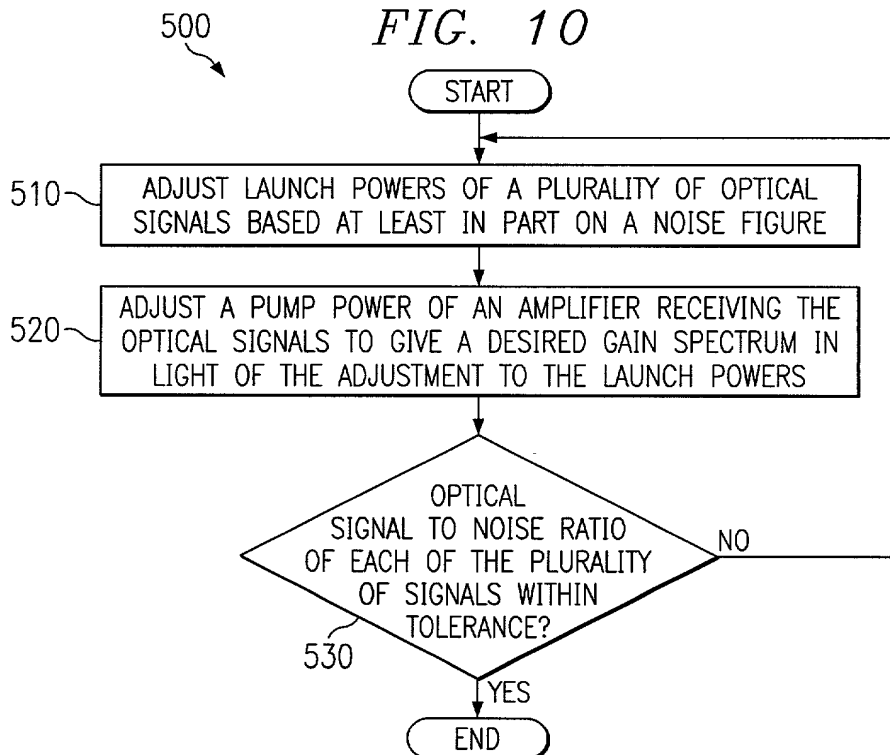 FIG. 10
500
START
510
ADJUST LAUNCH POWERS OF A PLURALITY OF OPTICAL
SIGNALS BASED AT LEAST IN PART ON A NOISE FIGURE
520
ADJUST A PUMP POWER OF AN AMPLIFIER RECEIVING THE
OPTICAL SIGNALS TO GIVE A DESIRED GAIN SPECTRUM IN
LIGHT OF THE ADJUSTMENT TO THE LAUNCH POWERS
OPTICAL
SIGNAL TO NOISE RATIO
OF EACH OF THE PLURALITY
OF SIGNALS WITHIN
TOLERANCE?
NO
530
YES
END